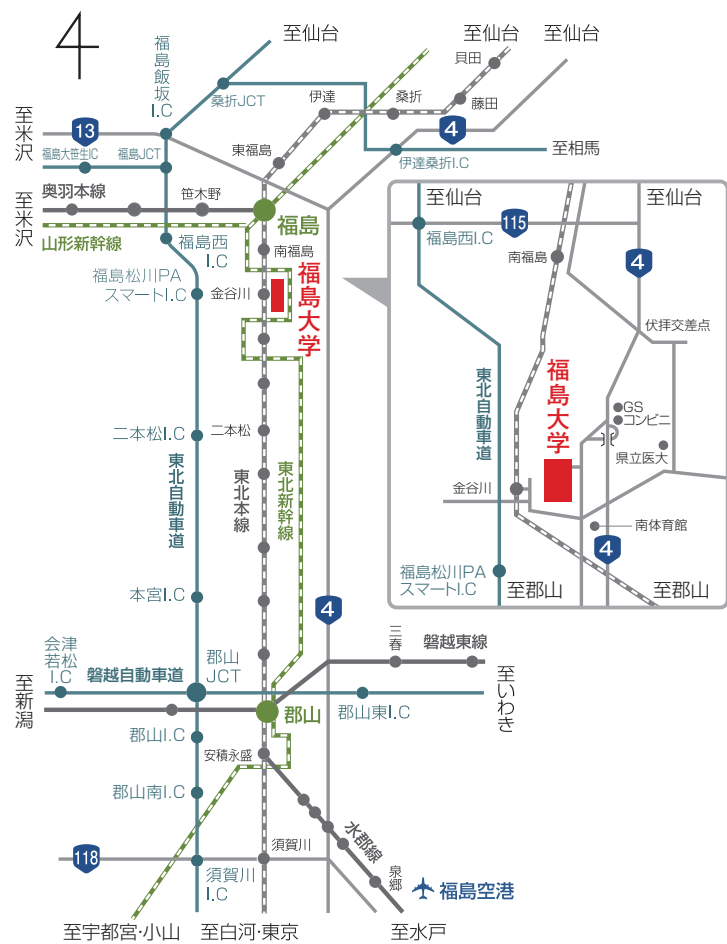 至仙台
至仙台
至仙台
福島飯坂
I.C
貝田
桑折JCT
伊達
桑折
藤田
至米沢
13
4
福島大笹生IC
福島JCT
東福島
伊達桑折I.C
至相馬
奥羽本線
笹木野
至米沢
福島
山形新幹線
福島西
I.C
南福島
福島松川PA
スマートI.C
金谷川
福島大学
二本松I.C
二本松
東北自動車道
東北本線
東北新幹線
本宮I.C
4
三春
磐越東線
会津
若松
I.C
磐越自動車道
郡山
JCT
至新潟
郡山
郡山東I.C
至いわき
郡山I.C
安積永盛
郡山南I.C
水郡線
118
須賀川
須賀川
I.C
泉郷
福島空港
至宇都宮・小山
至白河・東京
至水戸
至仙台
至仙台
115
福島西I.C
南福島
4
伏拝交差点
東北自動車道
福島大学
GS
コンビニ
県立医大
金谷川
南体育館
4
福島松川PA
スマートI.C
至郡山
至郡山